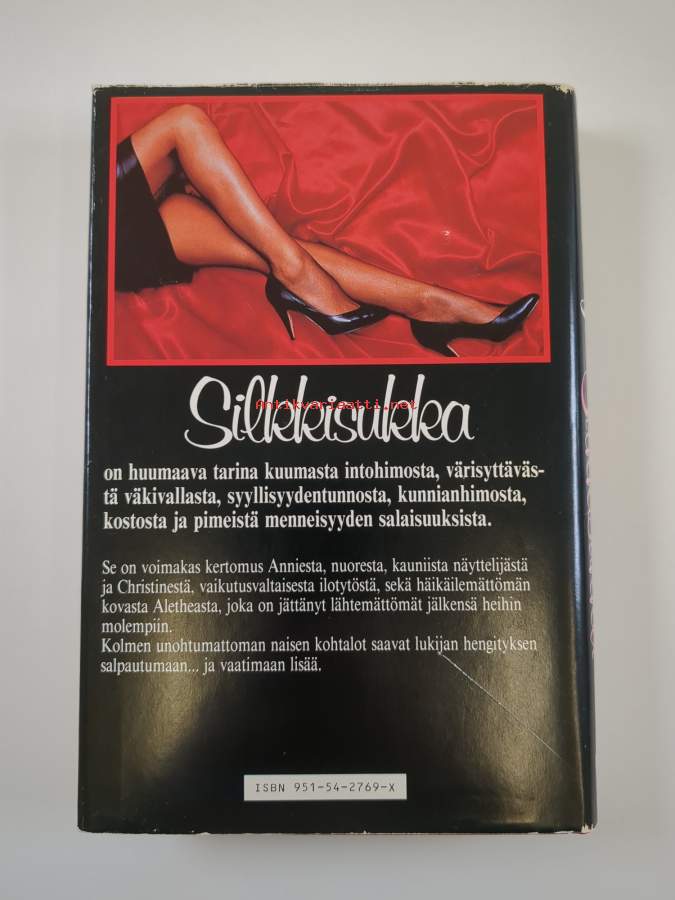 Silkkisukka
Antikvariaatti.net
on huumaava tarina kuumasta intohimosta, värisyttäväs-
tä väkivallasta, syyllisyydentunnosta, kunnianhimosta,
kostosta ja pimeistä menneisyyden salaisuuksista.
Se on voimakas kertomus Anniesta, nuoresta, kauniista näyttelijästä
ja Christinestä, vaikutusvaltaisesta ilotytöstä, sekä häikäilemättömän
kovasta Aletheasta, joka on jättänyt lähtemättömät jälkensä heihin
molempiin.
Kolmen unohtumattoman naisen kohtalot saavat lukijan hengityksen
salpautumaan... ja vaatimaan lisää.
ISBN 951-54-2769-X